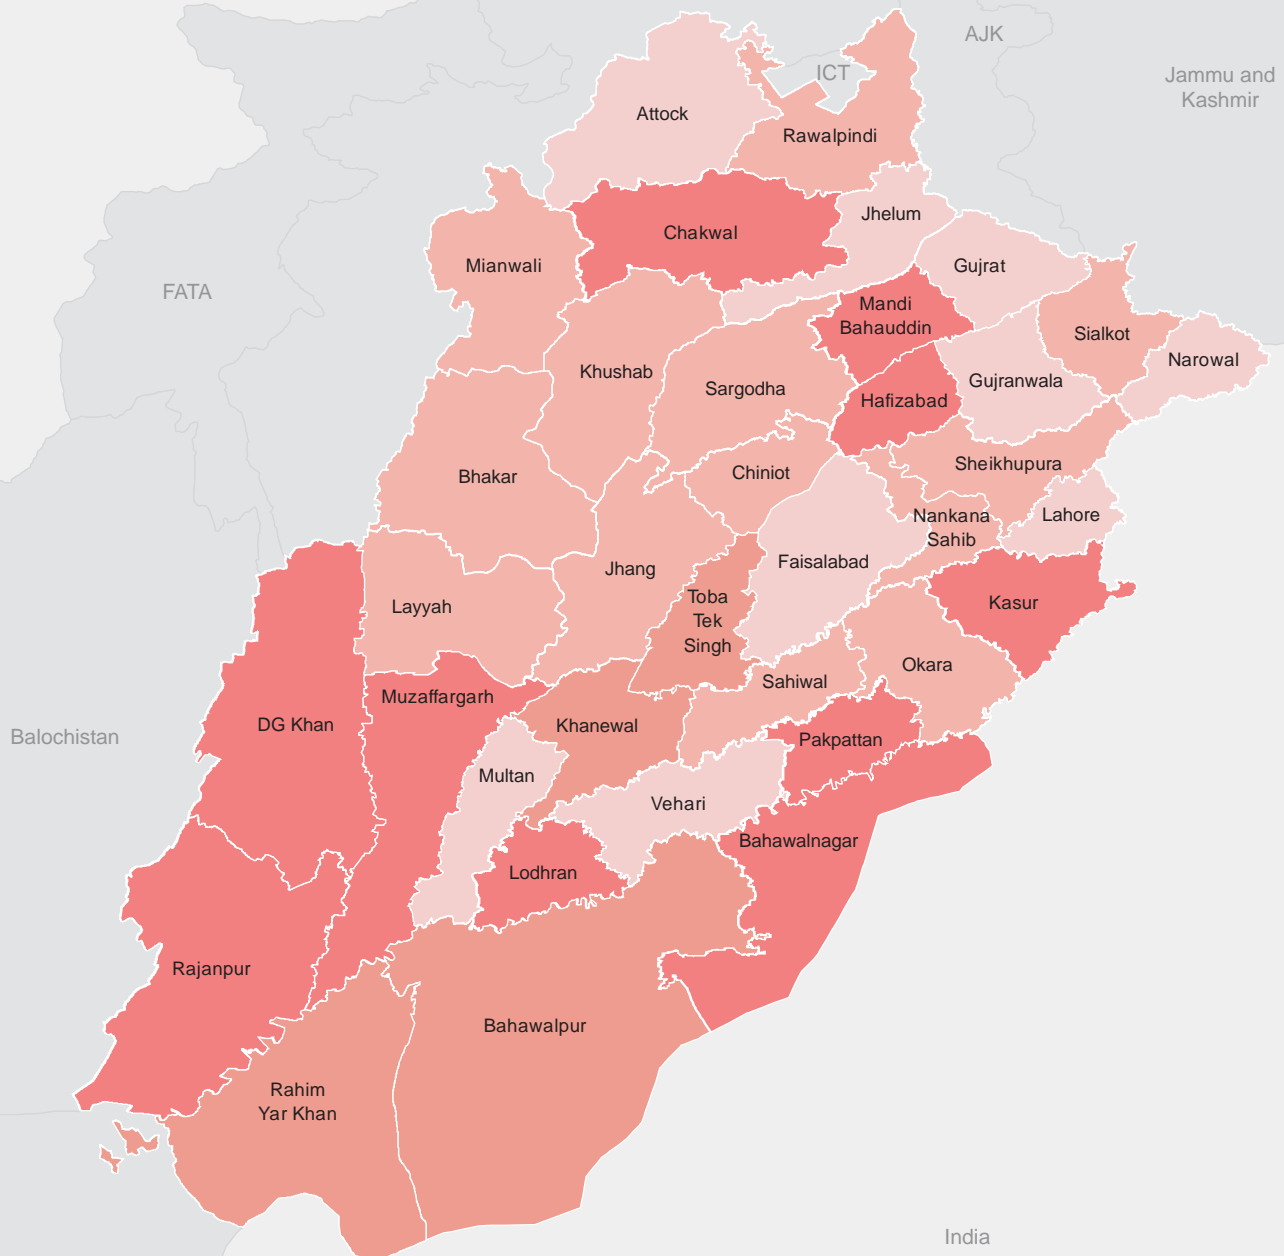 AJK
ICT
Jammu and
Kashmir
Attock
Rawalpindi
Jhelum
Chakwal
Mianwali
Gujrat
FATA
Mandi
Bahauddin
Sialkot
Narowal
Khushab
Sargodha
Gujranwala
Hafizabad
Bhakar
Chiniot
Sheikhupura
Nankana
Sahib
Lahore
Jhang
Faisalabad
Layyah
Toba
Tek
Singh
Kasur
Okara
Sahiwal
Muzaffargarh
DG Khan
Khanewal
Balochistan
Pakpattan
Multan
Vehari
Bahawalnagar
Lodhran
Rajanpur
Bahawalpur
Rahim
Yar Khan
India